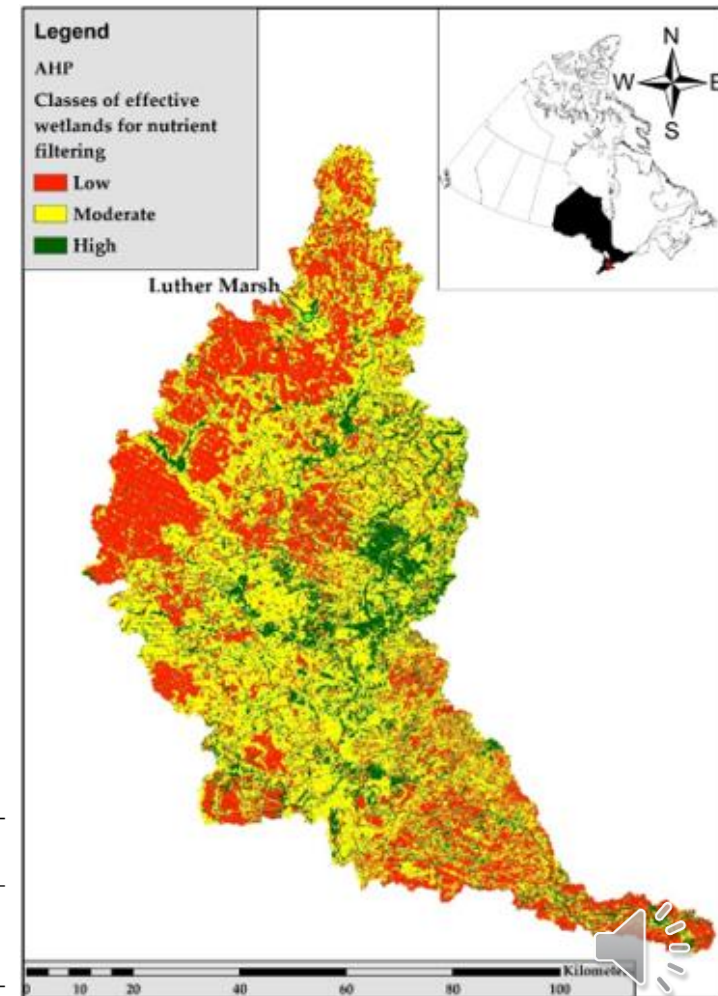 Legend
AHP
Classes of effective
wetlands for nutrient
filtering
Low
Moderate
High
N
W
E
S
Luther Marsh
0 10 20 40 60 80 100
Kilometers